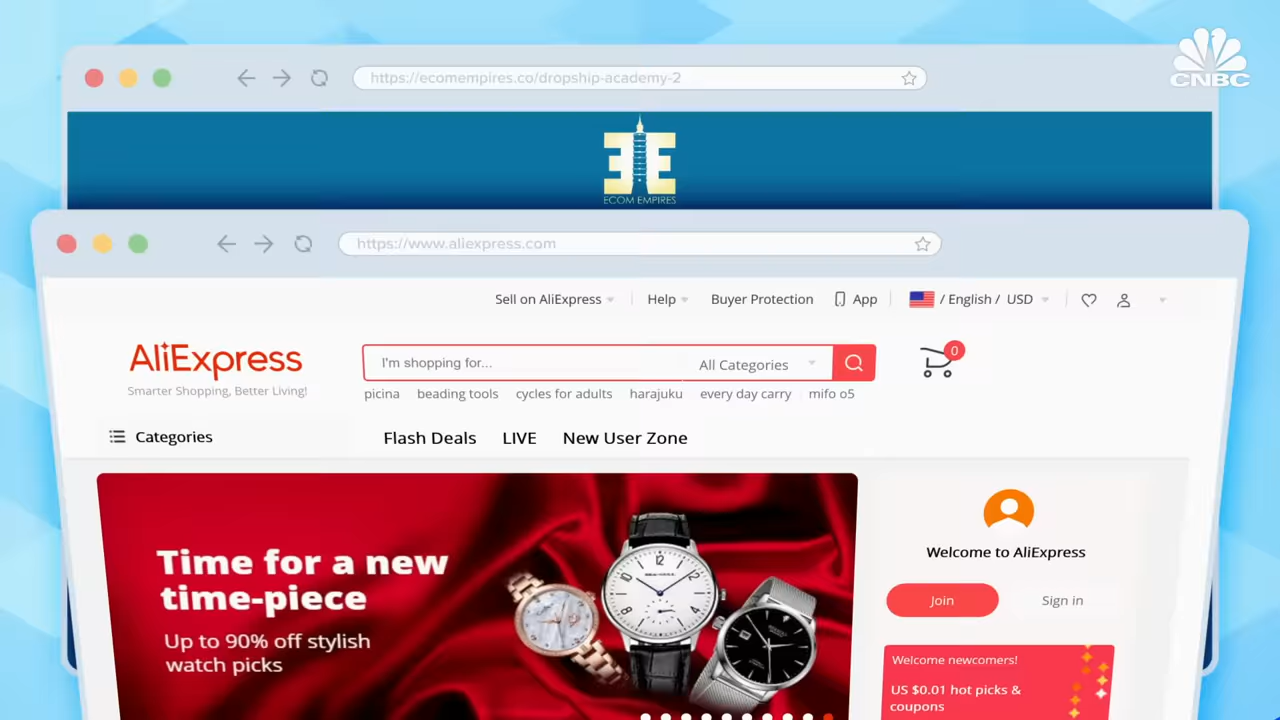 CNBC
https://ecomempires.co/dropship-academy-2
ECOM EMPIRES
https://www.aliexpress.com
Sell on AliExpress Help Buyer Protection App / English / USD
AliExpress
Smarter Shopping, Better Living!
I'm shopping for... All Categories
0
picina beading tools cycles for adults harajuku every day carry mifo o5
Categories Flash Deals LIVE New User Zone
Time for a new
time-piece
Up to 90% off stylish
watch picks
Welcome to AliExpress
Join Sign in
Welcome newcomers!
US $0.01 hot picks &
coupons